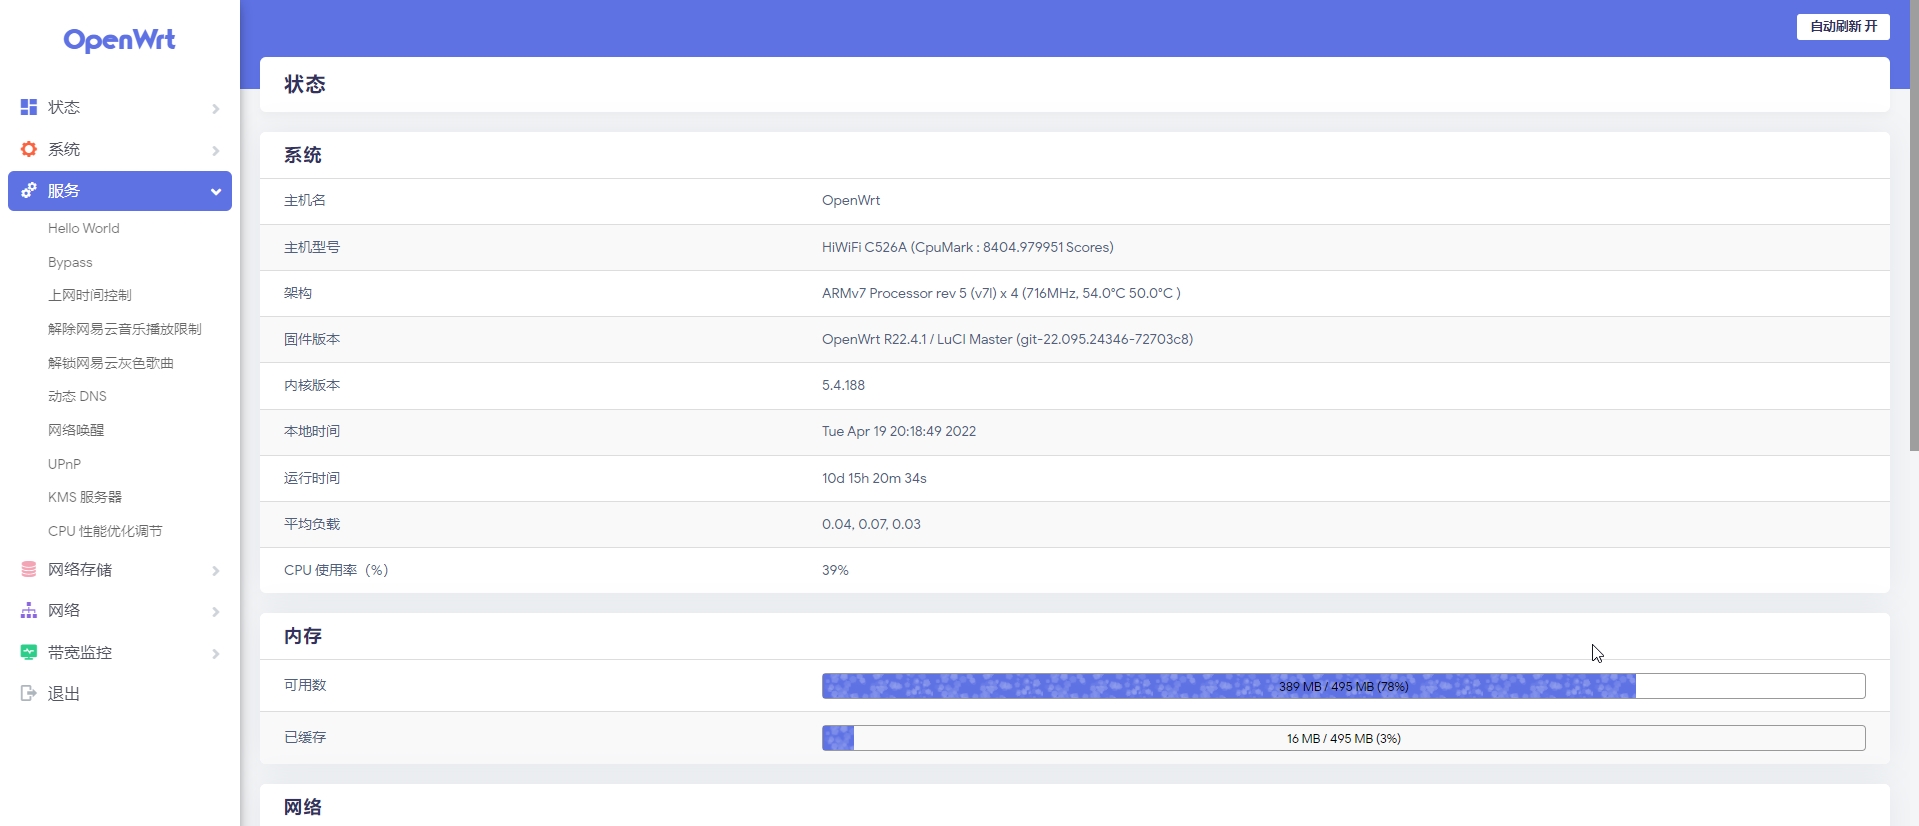 OpenWrt
状态
系统
服务
Hello World
Bypass
上网时间控制
解除网易云音乐播放限制
解锁网易云灰色歌曲
动态 DNS
网络唤醒
UPnP
KMS 服务器
CPU 性能优化调节
网络存储
网络
带宽监控
退出
自动刷新 开
状态
系统
主机名 OpenWrt
主机型号 HiWiFi C526A (CpuMark : 8404.979951 Scores)
架构 ARMv7 Processor rev 5 (v7l) x 4 (716MHz, 54.0°C 50.0°C )
固件版本 OpenWrt R22.4.1 / LuCI Master (git-22.095.24346-72703c8)
内核版本 5.4.188
本地时间 Tue Apr 19 20:18:49 2022
运行时间 10d 15h 20m 34s
平均负载 0.04, 0.07, 0.03
CPU 使用率（%） 39%
内存
可用数 389 MB / 495 MB (78%)
已缓存 16 MB / 495 MB (3%)
网络